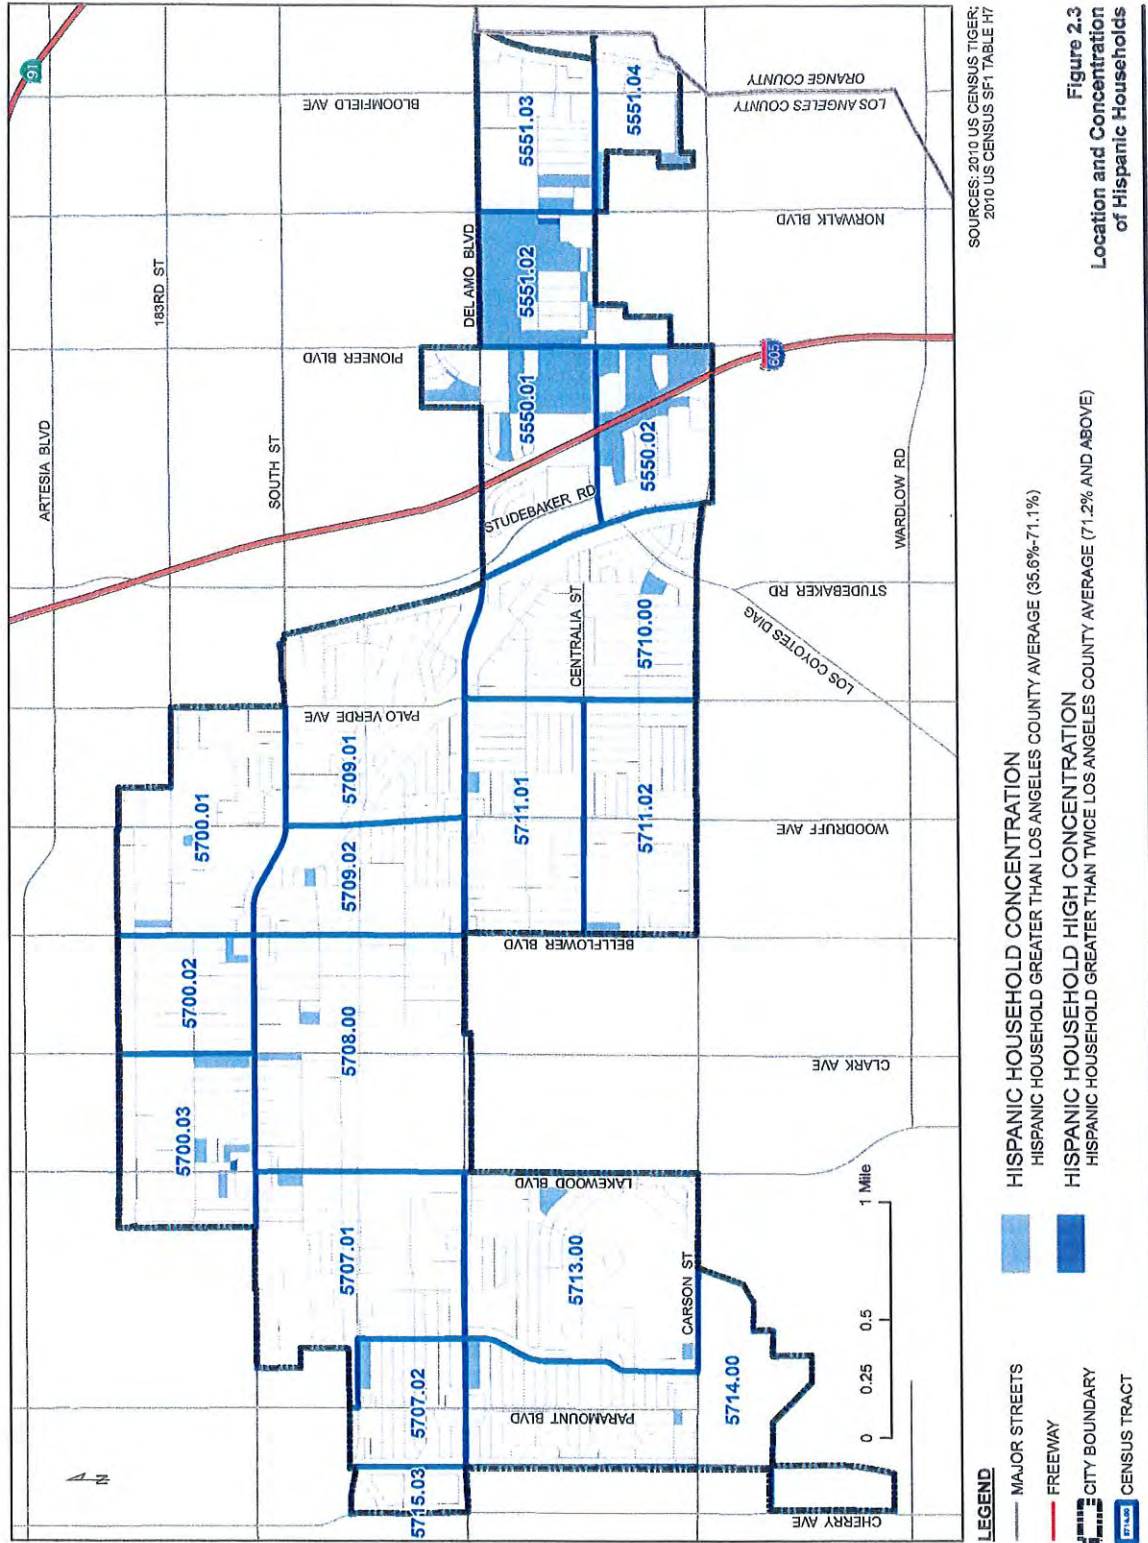 91
ARTESIA BLVD
183RD ST
SOUTH ST
BLOOMFIELD AVE
PIONEER BLVD
DEL AMO BLVD
PALO VERDE AVE
STUDEBAKER RD
CENTRALIA ST
BELLFLOWER BLVD
LAKEWOOD BLVD
PARAMOUNT BLVD
CARSON ST
CHERRY AVE
CLARK AVE
WOODRUFF AVE
LOS COYOTES DIAG
STUDEBAKER RD
WARDLOW RD
NORWALK BLVD
LOS ANGELES COUNTY
ORANGE COUNTY
605
5700.03
5700.02
5700.01
5708.00
5709.02
5709.01
5707.01
5707.02
5715.03
5713.00
5714.00
5711.01
5711.02
5710.00
5550.01
5550.02
5551.02
5551.03
5551.04
0 0.25 0.5 1 Mile
SOURCES: 2010 US CENSUS TIGER;
2010 US CENSUS SF1 TABLE H7
LEGEND
MAJOR STREETS
FREEWAY
CITY BOUNDARY
5714.00
CENSUS TRACT
HISPANIC HOUSEHOLD CONCENTRATION
HISPANIC HOUSEHOLD GREATER THAN LOS ANGELES COUNTY AVERAGE (35.6%-71.1%)
HISPANIC HOUSEHOLD HIGH CONCENTRATION
HISPANIC HOUSEHOLD GREATER THAN TWICE LOS ANGELES COUNTY AVERAGE (71.2% AND ABOVE)
Figure 2.3
Location and Concentration
of Hispanic Households
N